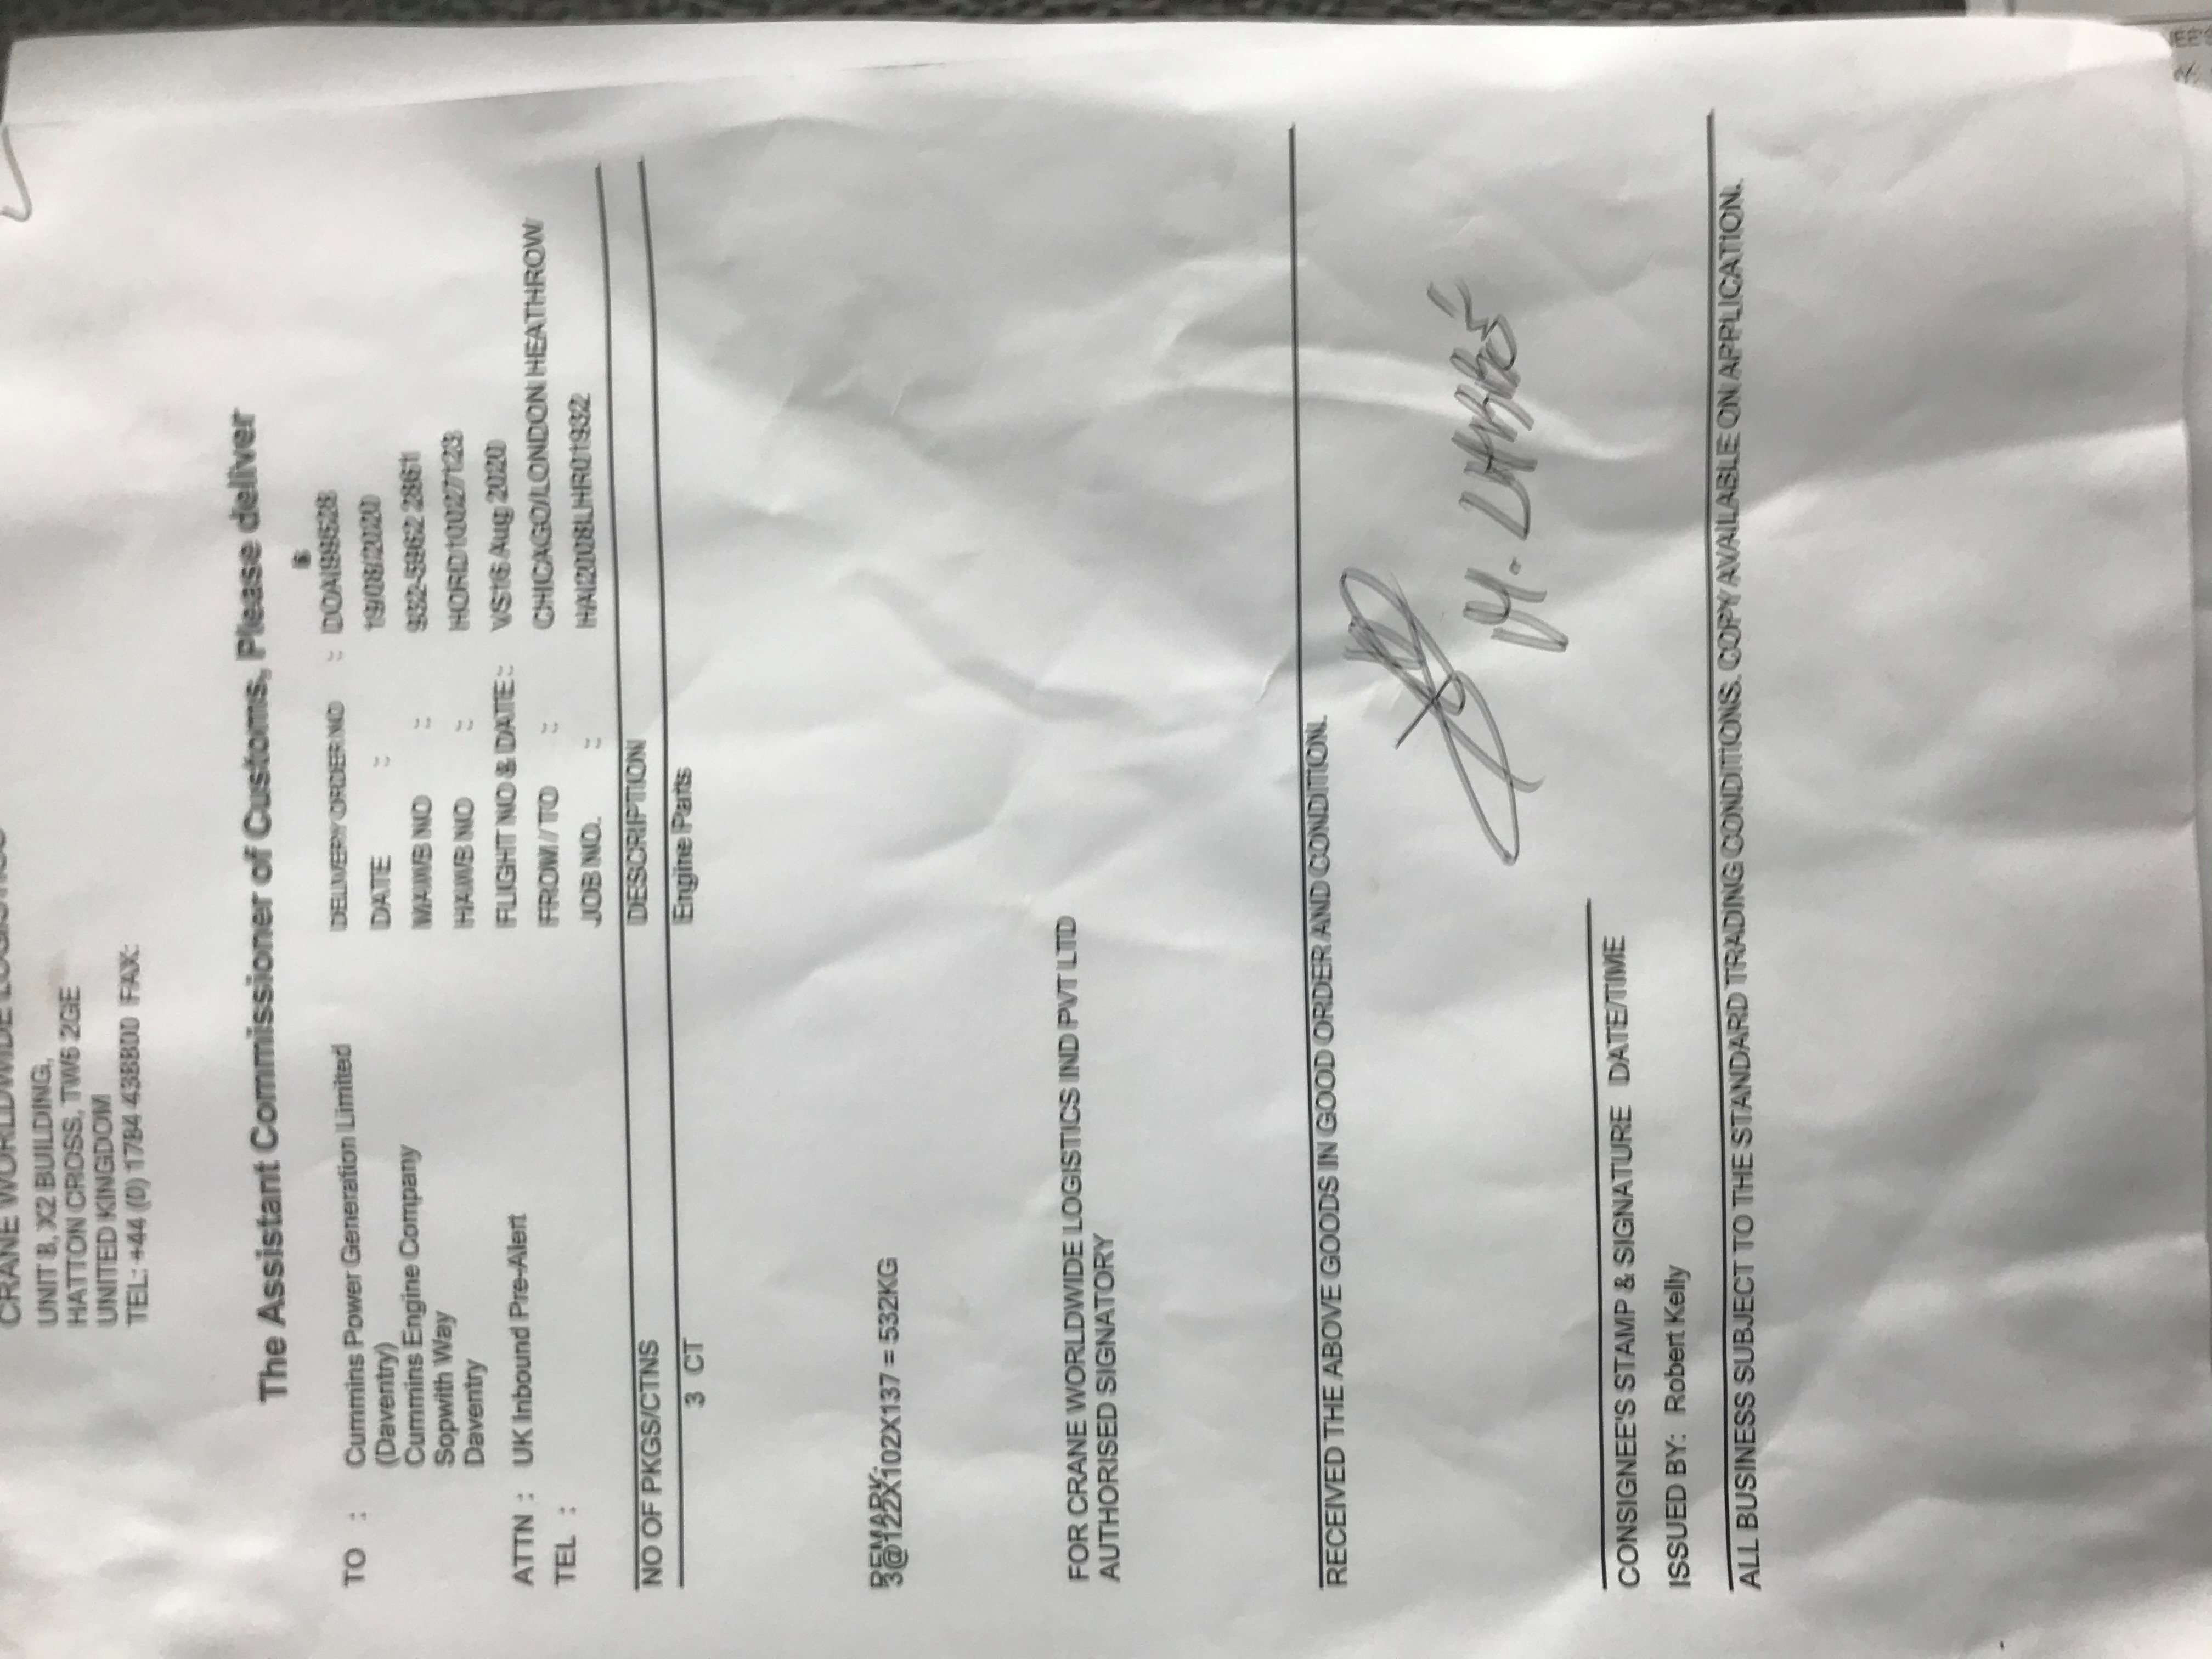 CRANE WORLDWIDE LOGISTICS
UNIT 8, X2 BUILDING,
HATTON CROSS, TW6 2GE
UNITED KINGDOM
TEL: +44 (0) 1784 438800 FAX:
The Assistant Commissioner of Customs, Please deliver
TO : Cummins Power Generation Limited
(Daventry)
Cummins Engine Company
Sopwith Way
Daventry
ATTN : UK Inbound Pre-Alert
TEL :
DELIVERY ORDER NO :
DATE : 19/08/2020
MAWB NO : 932-5962 2861
HAWB NO : HORD10027123
FLIGHT NO & DATE : VS16 Aug 2020
FROM / TO : CHICAGO/LONDON HEATHROW
JOB NO. : HAI2008LHR01932
NO OF PKGS/CTNS DESCRIPTION
3 CT Engine Parts
REMARK:
3@122X102X137 = 532KG
FOR CRANE WORLDWIDE LOGISTICS IND PVT LTD
AUTHORISED SIGNATORY
RECEIVED THE ABOVE GOODS IN GOOD ORDER AND CONDITION.
CONSIGNEE'S STAMP & SIGNATURE DATE/TIME
ISSUED BY: Robert Kelly
ALL BUSINESS SUBJECT TO THE STANDARD TRADING CONDITIONS. COPY AVAILABLE ON APPLICATION.